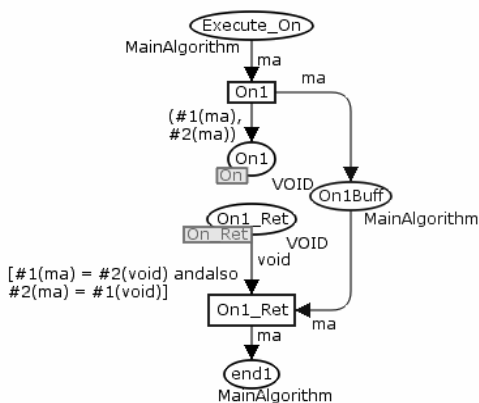 Execute_On
MainAlgorithm
ma
ma
On1
(#1(ma),
#2(ma))
On1
On
VOID
On1Buff
MainAlgorithm
On1_Ret
On_Ret
VOID
void
[#1(ma) = #2(void) andalso
#2(ma) = #1(void)]
On1_Ret
ma
ma
end1
MainAlgorithm